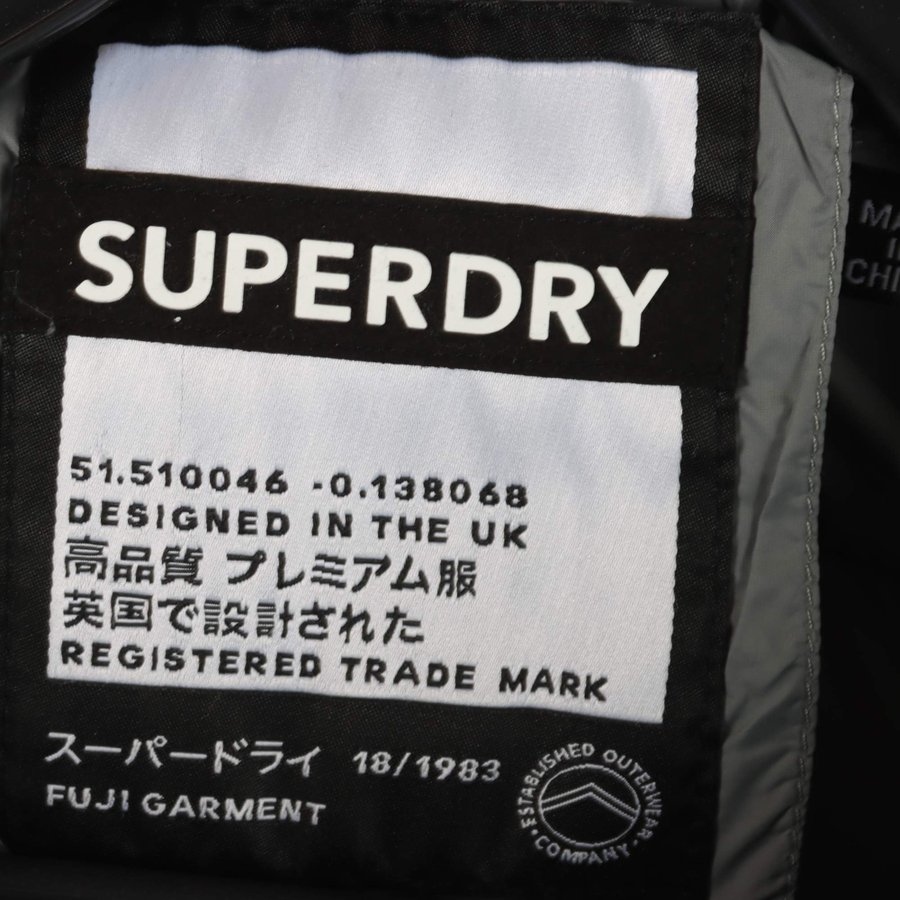 SUPERDRY
51.510046 -0.138068
DESIGNED IN THE UK
高品質 プレミアム服
英国で設計された
REGISTERED TRADE MARK
スーパードライ 18/1983
FUJI GARMENT
ESTABLISHED OUTERWEAR
• COMPANY •